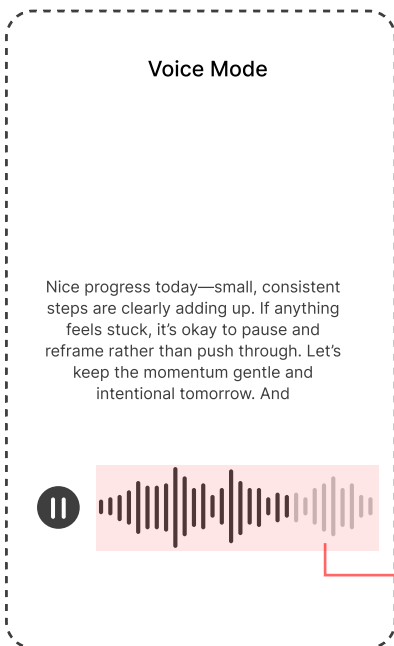 Voice Mode
Nice progress today—small, consistent
steps are clearly adding up. If anything
feels stuck, it’s okay to pause and
reframe rather than push through. Let’s
keep the momentum gentle and
intentional tomorrow. And